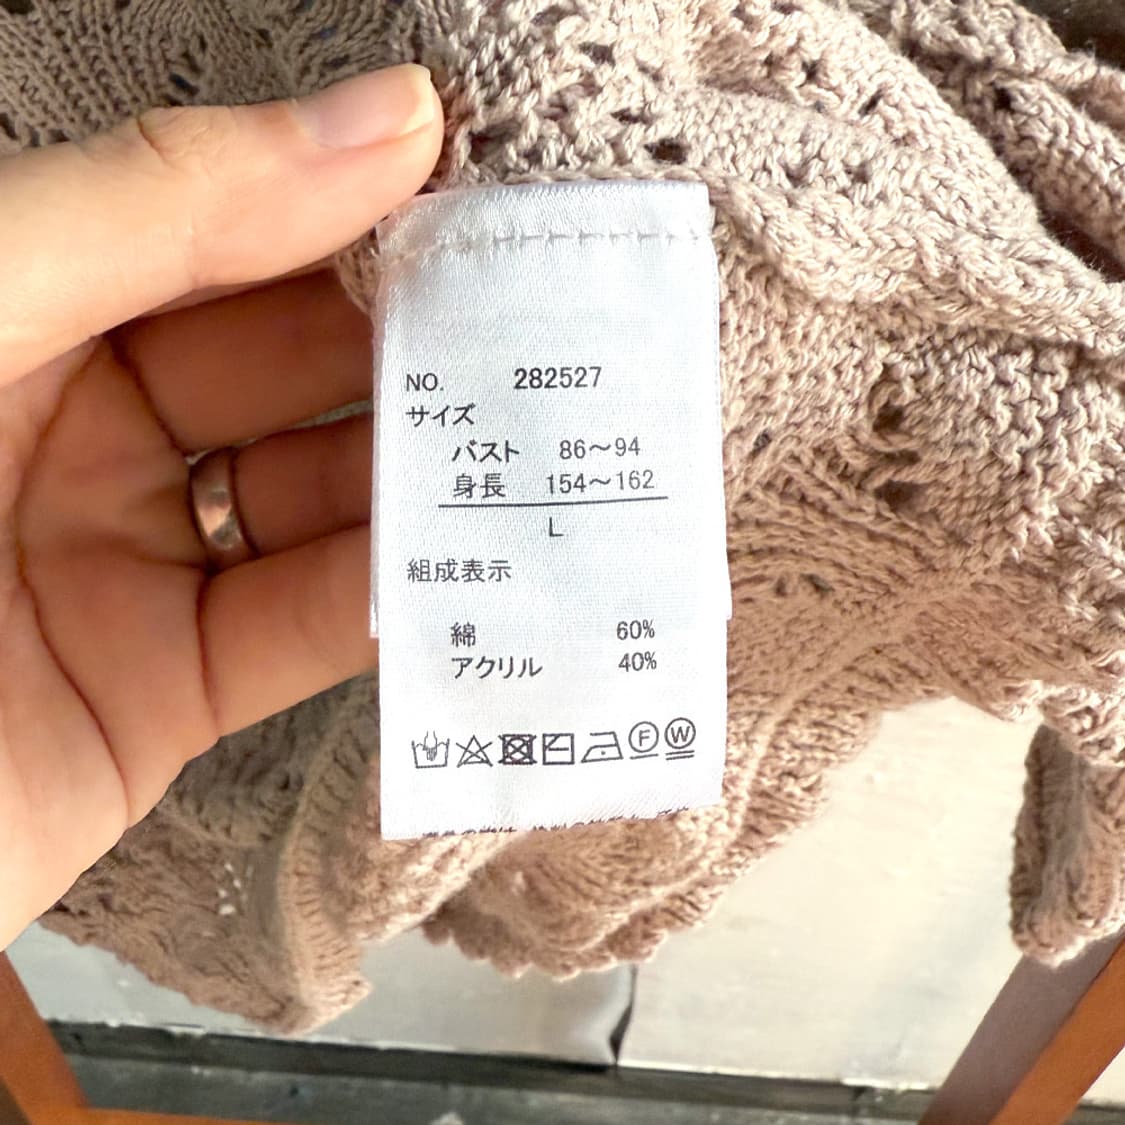 NO. 282527
サイズ
バスト 86～94
身長 154～162
L
組成表示
綿 60%
アクリル 40%
F W